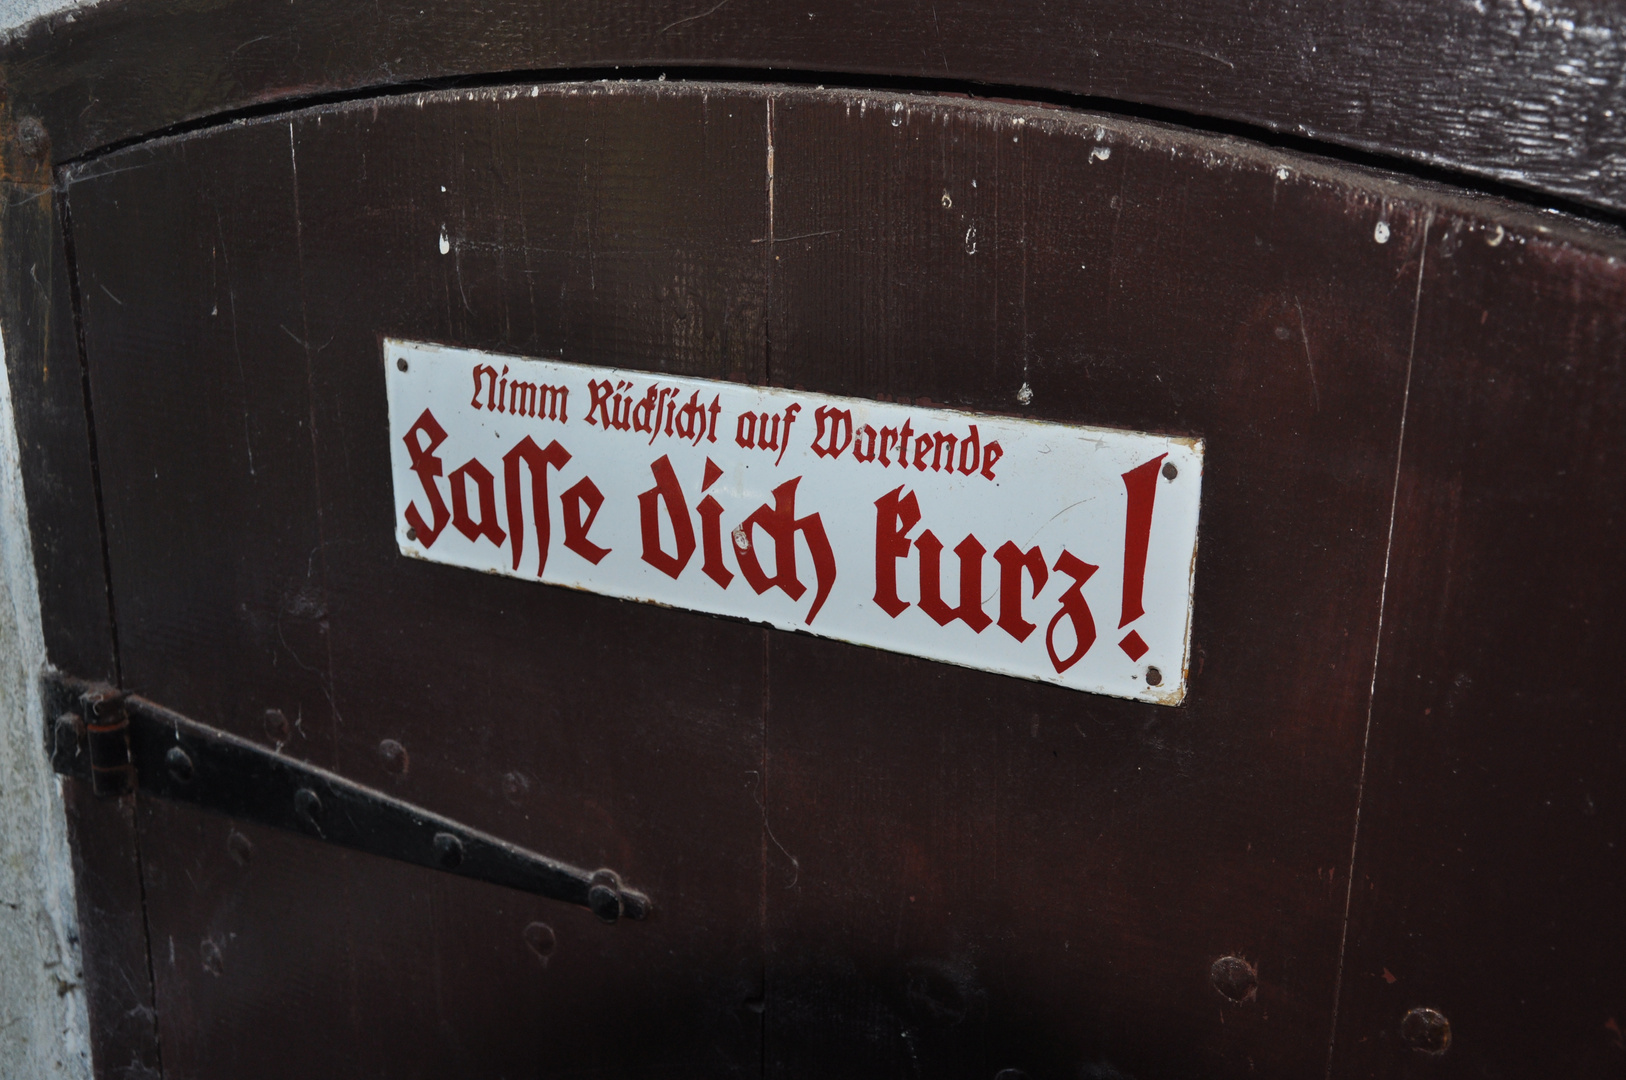 Nimm Rückſicht auf Wartende
Faſſe dich kurz!